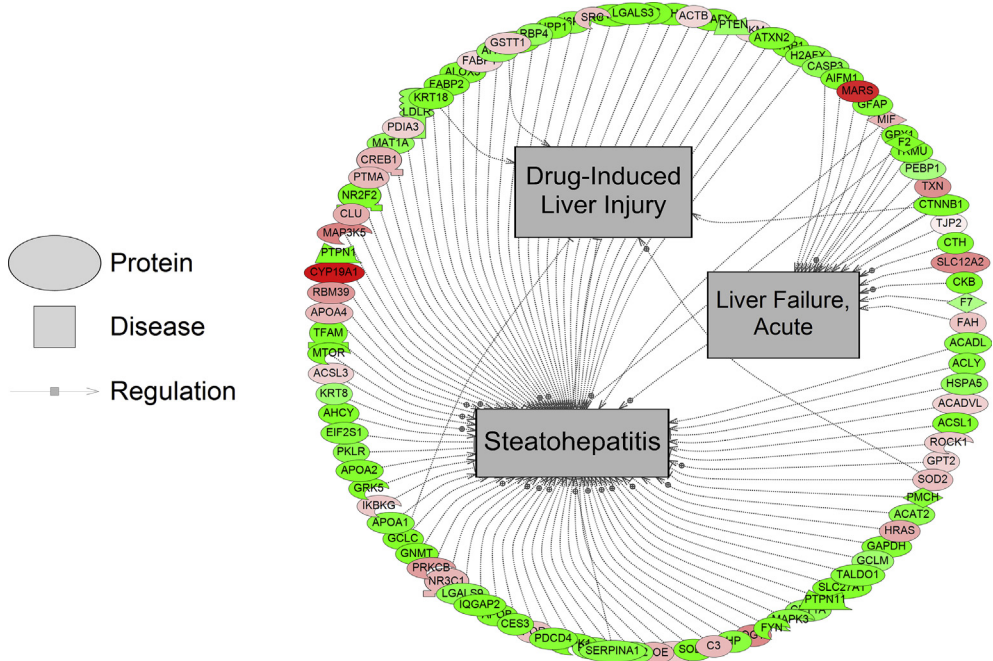 LGALS3
ACTB
PTEN
SRC
RBP4
GSTT1
ATXN2
H2AFX
CASP3
AIFM1
MARS
GFAP
MIF
GPX1
F2
TRMU
PEBP1
TXN
CTNNB1
TJP2
CTH
SLC12A2
CKB
F7
FAH
ACADL
ACLY
HSPA5
ACADVL
ACSL1
ROCK1
GPT2
SOD2
PMCH
ACAT2
HRAS
GAPDH
GCLM
TALDO1
SLC27A1
PTPN11
MAPK3
FYN
C3
SERPINA1
PDCD4
CES3
IQGAP2
LGALS9
NR3C1
PRKCB
GNMT
GCLC
APOA1
IKBKG
GRK5
APOA2
PKLR
EIF2S1
AHCY
KRT8
ACSL3
MTOR
TFAM
APOA4
RBM39
CYP19A1
PTPN1
MAP3K5
CLU
NR2F2
PTMA
CREB1
MAT1A
PDIA3
LDLR
KRT18
FABP2
Drug-Induced
Liver Injury
Liver Failure,
Acute
Steatohepatitis
Protein
Disease
Regulation